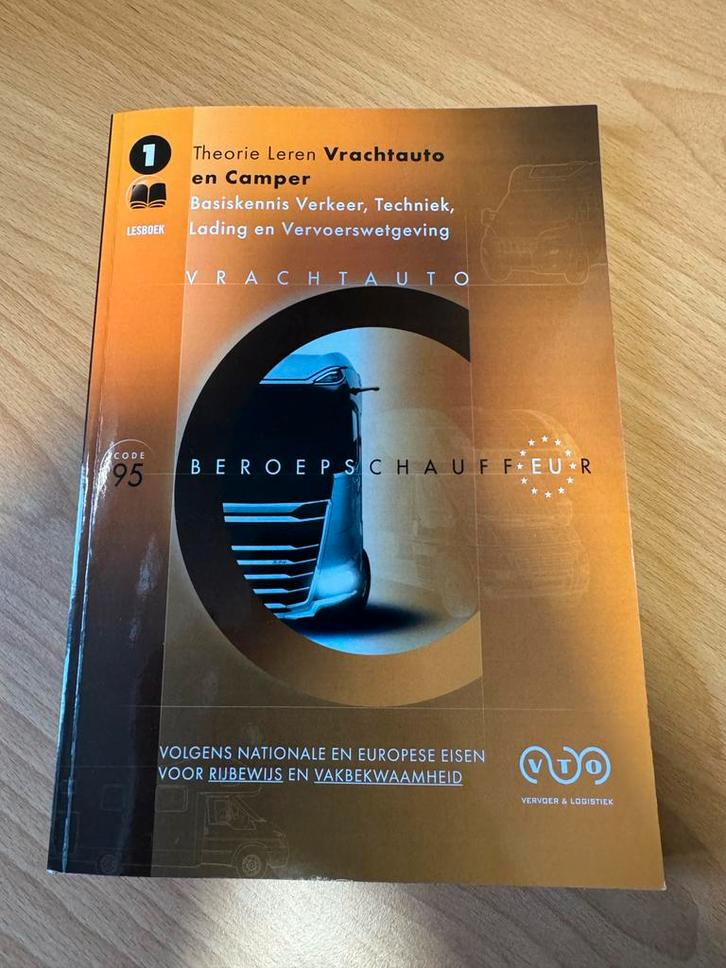 1
LESBOEK
Theorie Leren Vrachtauto
en Camper
Basiskennis Verkeer, Techniek,
Lading en Vervoerswetgeving
VRACHTAUTO
CODE
95
BEROEPSCHAUFFEUR
VOLGENS NATIONALE EN EUROPESE EISEN
VOOR RIJBEWIJS EN VAKBEKWAAMHEID
VTO
VERVOER & LOGISTIEK